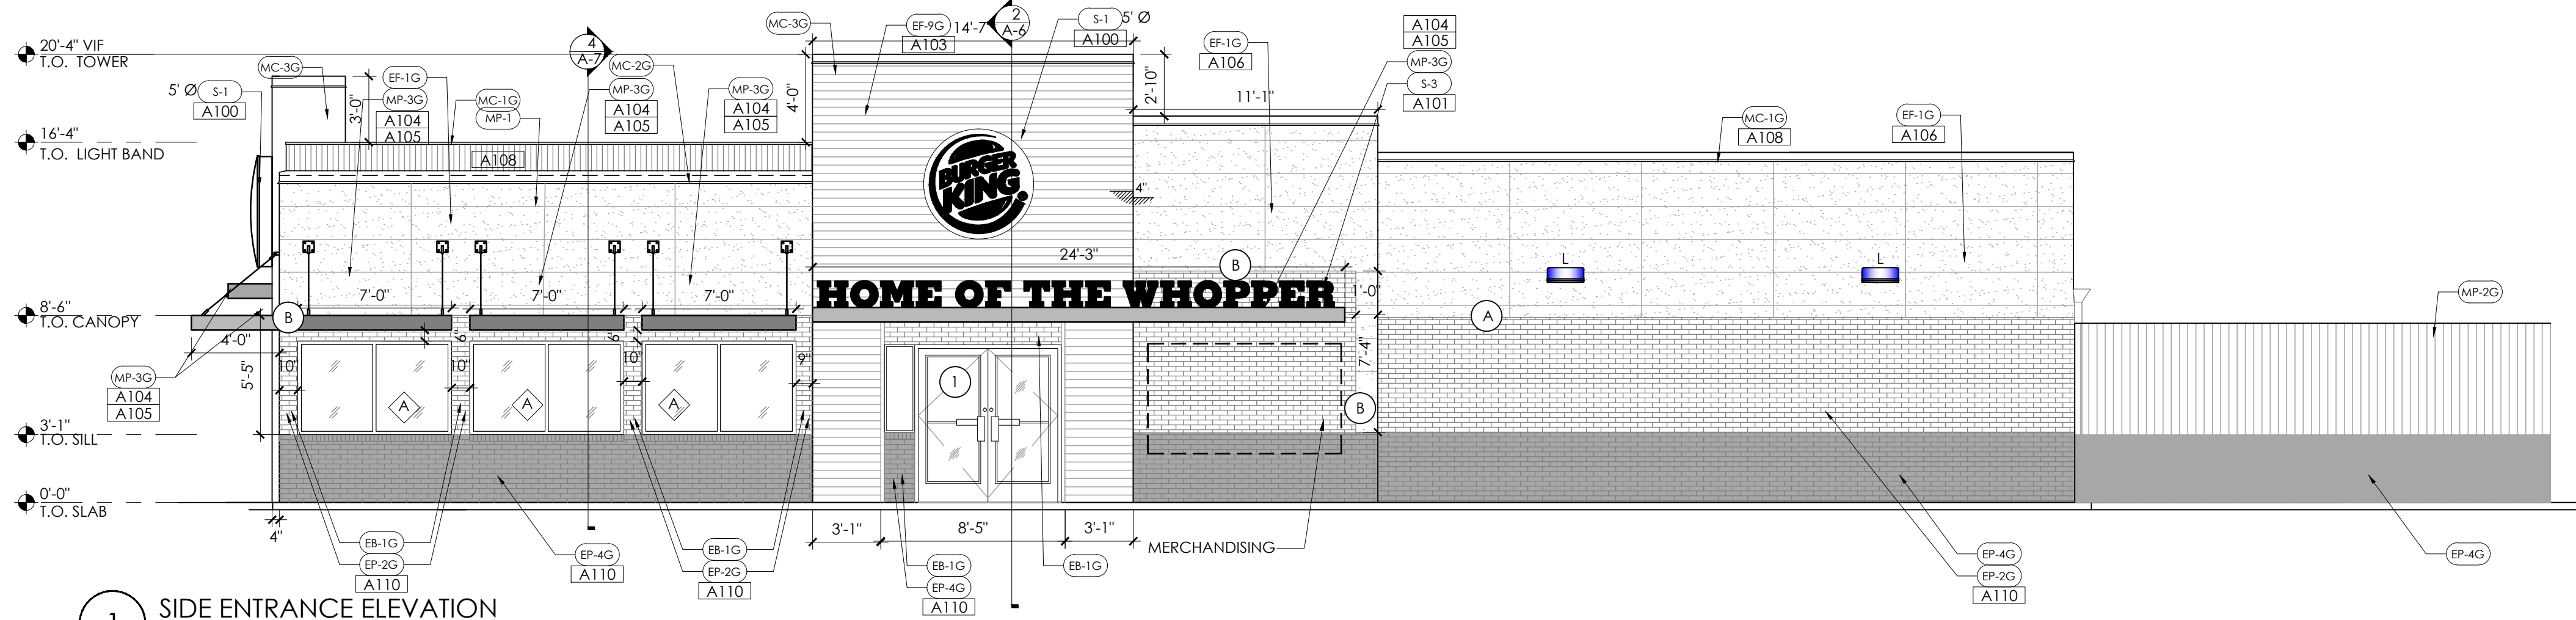 20'-4" VIF
T.O. TOWER
16'-4"
T.O. LIGHT BAND
8'-6"
T.O. CANOPY
3'-1"
T.O. SILL
0'-0"
T.O. SLAB
5' Ø
S-1
A100
MC-3G
3'-0"
EF-1G
MP-3G
A104
A105
MC-1G
MP-1
A108
4
A-7
MC-2G
MP-3G
A104
A105
MP-3G
A104
A105
4'-0"
MC-3G
EF-9G
A103
14'-7
2
A-6
S-1
5' Ø
A100
2'-10"
EF-1G
A106
11'-1"
A104
A105
MP-3G
S-3
A101
MC-1G
A108
EF-1G
A106
BURGER
KING
4"
24'-3"
B
L
L
7'-0"
7'-0"
7'-0"
HOME OF THE WHOPPER
1'-0"
MP-2G
B
A
4'-0"
6"
6"
10"
10"
10"
9"
5'-5"
7'-4"
MP-3G
A104
A105
A
A
A
1
B
4"
3'-1"
8'-5"
3'-1"
MERCHANDISING
EB-1G
EP-2G
A110
EP-4G
A110
EB-1G
EP-2G
A110
EB-1G
EP-4G
A110
EB-1G
EP-4G
EP-2G
A110
EP-4G
1
SIDE ENTRANCE ELEVATION